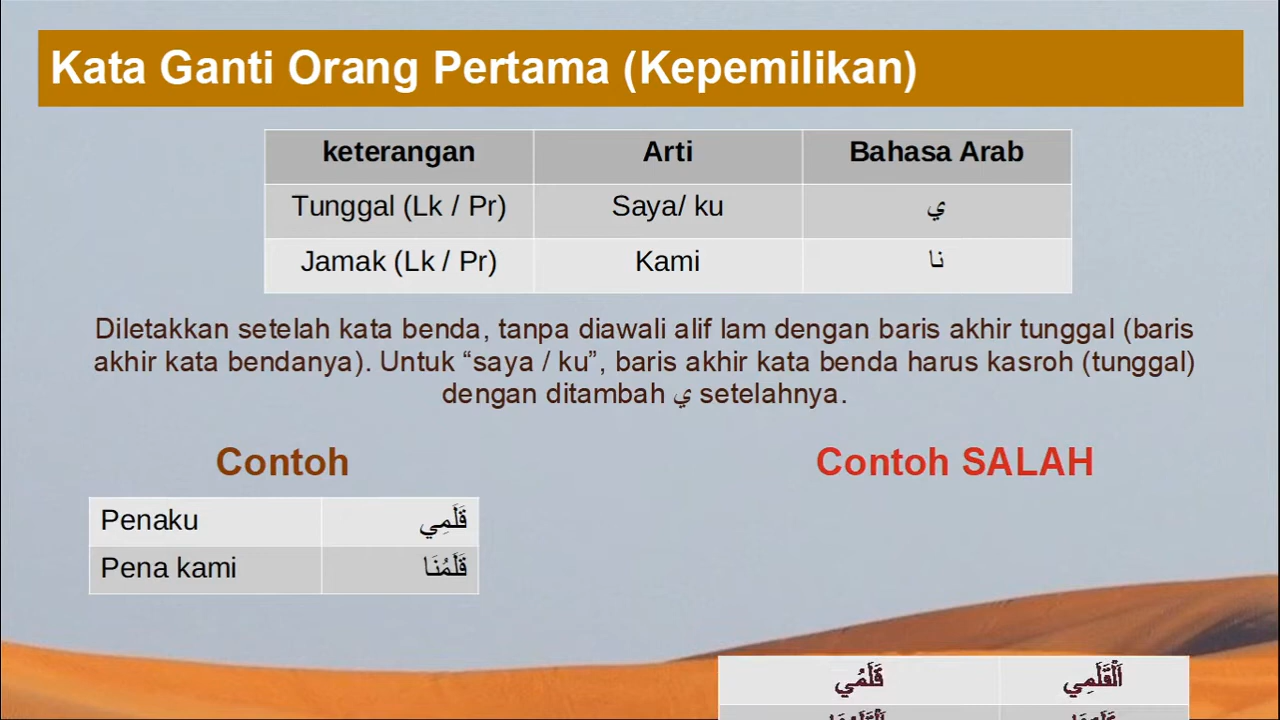 Kata Ganti Orang Pertama (Kepemilikan)
keterangan Arti Bahasa Arab
Tunggal (Lk / Pr) Saya/ ku ي
Jamak (Lk / Pr) Kami نا
Diletakkan setelah kata benda, tanpa diawali alif lam dengan baris akhir tunggal (baris
akhir kata bendanya). Untuk “saya / ku”, baris akhir kata benda harus kasroh (tunggal)
dengan ditambah ي setelahnya.
Contoh
Penaku قَلَمِي
Pena kami قَلَمُنَا
Contoh SALAH
قَلَمُي اَلْقَلَمِي